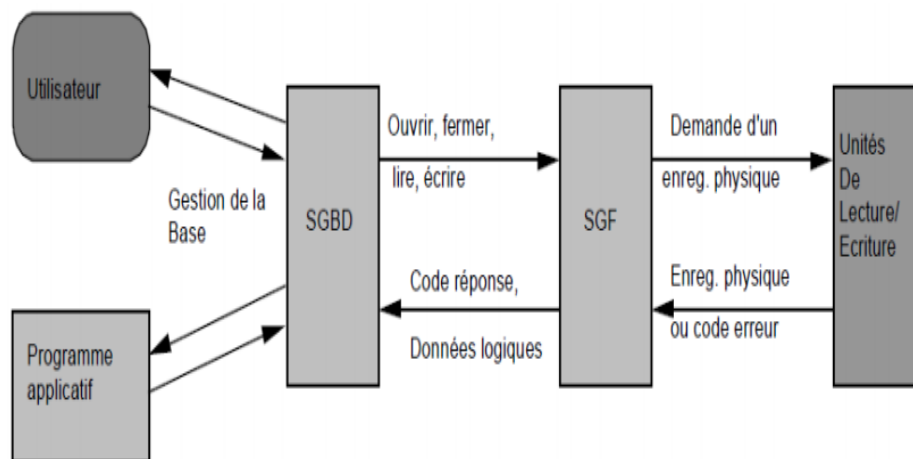 Utilisateur
Gestion de la
Base
Programme
applicatif
SGBD
Ouvrir, fermer,
lire, écrire
Code réponse,
Données logiques
SGF
Demande d'un
enreg. physique
Enreg. physique
ou code erreur
Unités
De
Lecture/
Ecriture